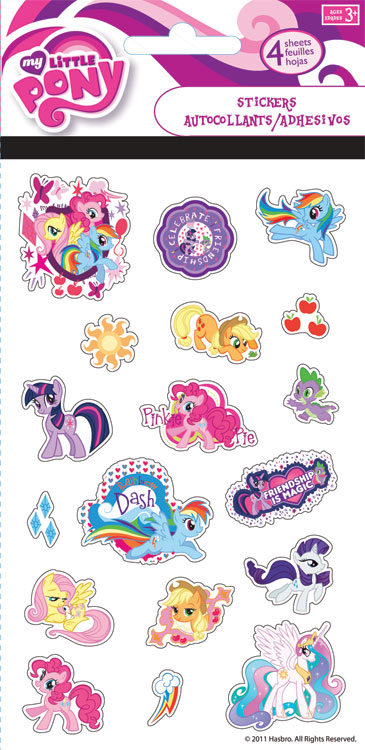 my LITTLE
PONY
AGES
EDADES
3+
4 sheets
feuilles
hojas
STICKERS
AUTOCOLLANTS/ADHESIVOS
CELEBRATE FRIENDSHIP
Pinkie
Pie
Rainbow
Dash
FRIENDSHIP
IS MAGIC
© 2011 Hasbro. All Rights Reserved.